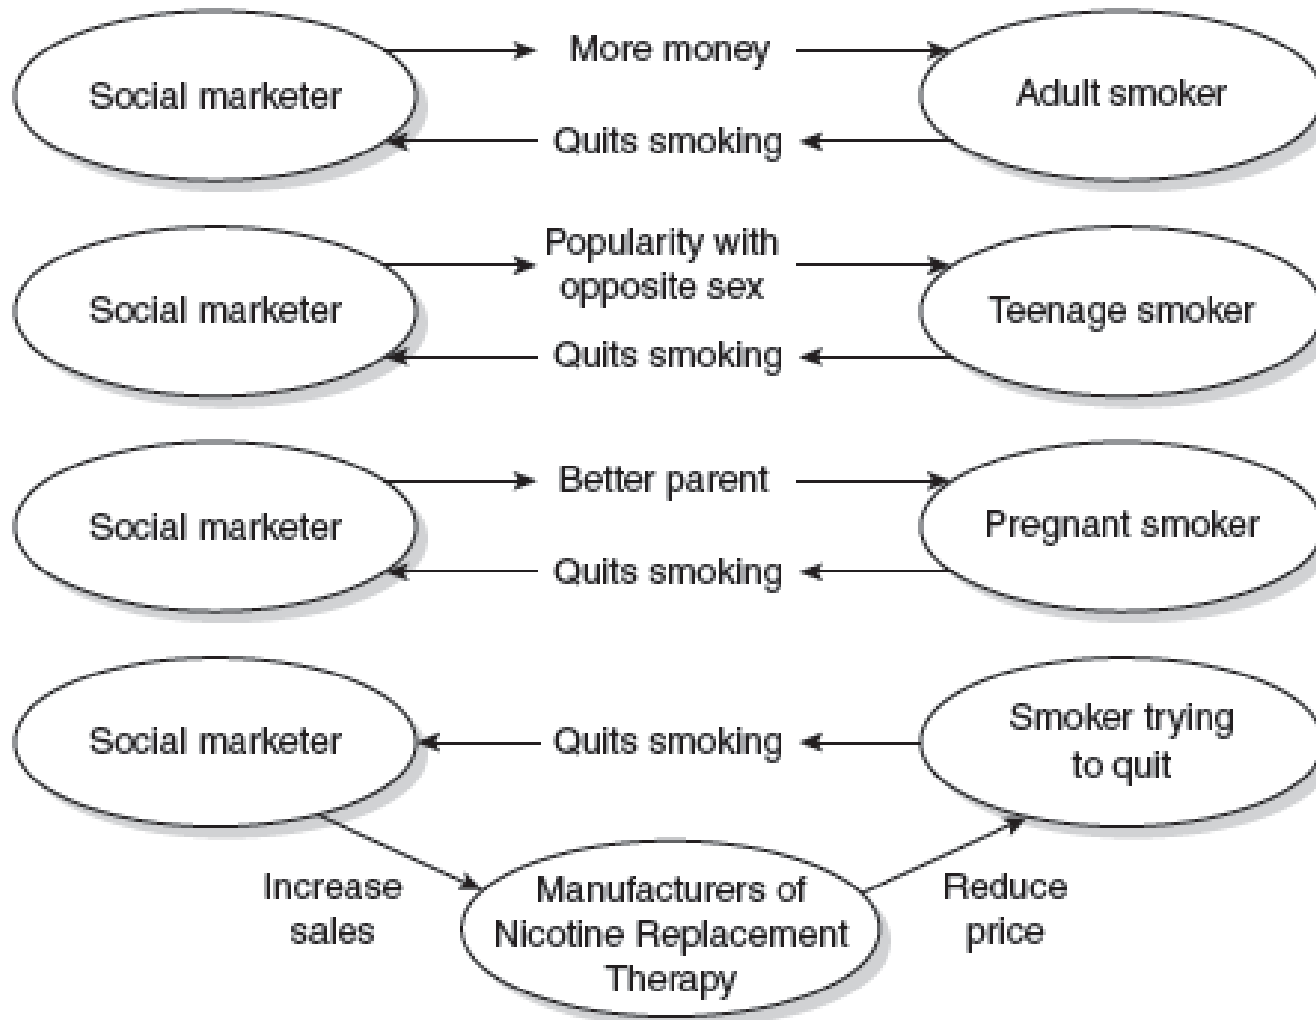 Social marketer
More money
Adult smoker
Quits smoking
Social marketer
Popularity with
opposite sex
Teenage smoker
Quits smoking
Social marketer
Better parent
Pregnant smoker
Quits smoking
Social marketer
Quits smoking
Smoker trying
to quit
Increase
sales
Manufacturers of
Nicotine Replacement
Therapy
Reduce
price